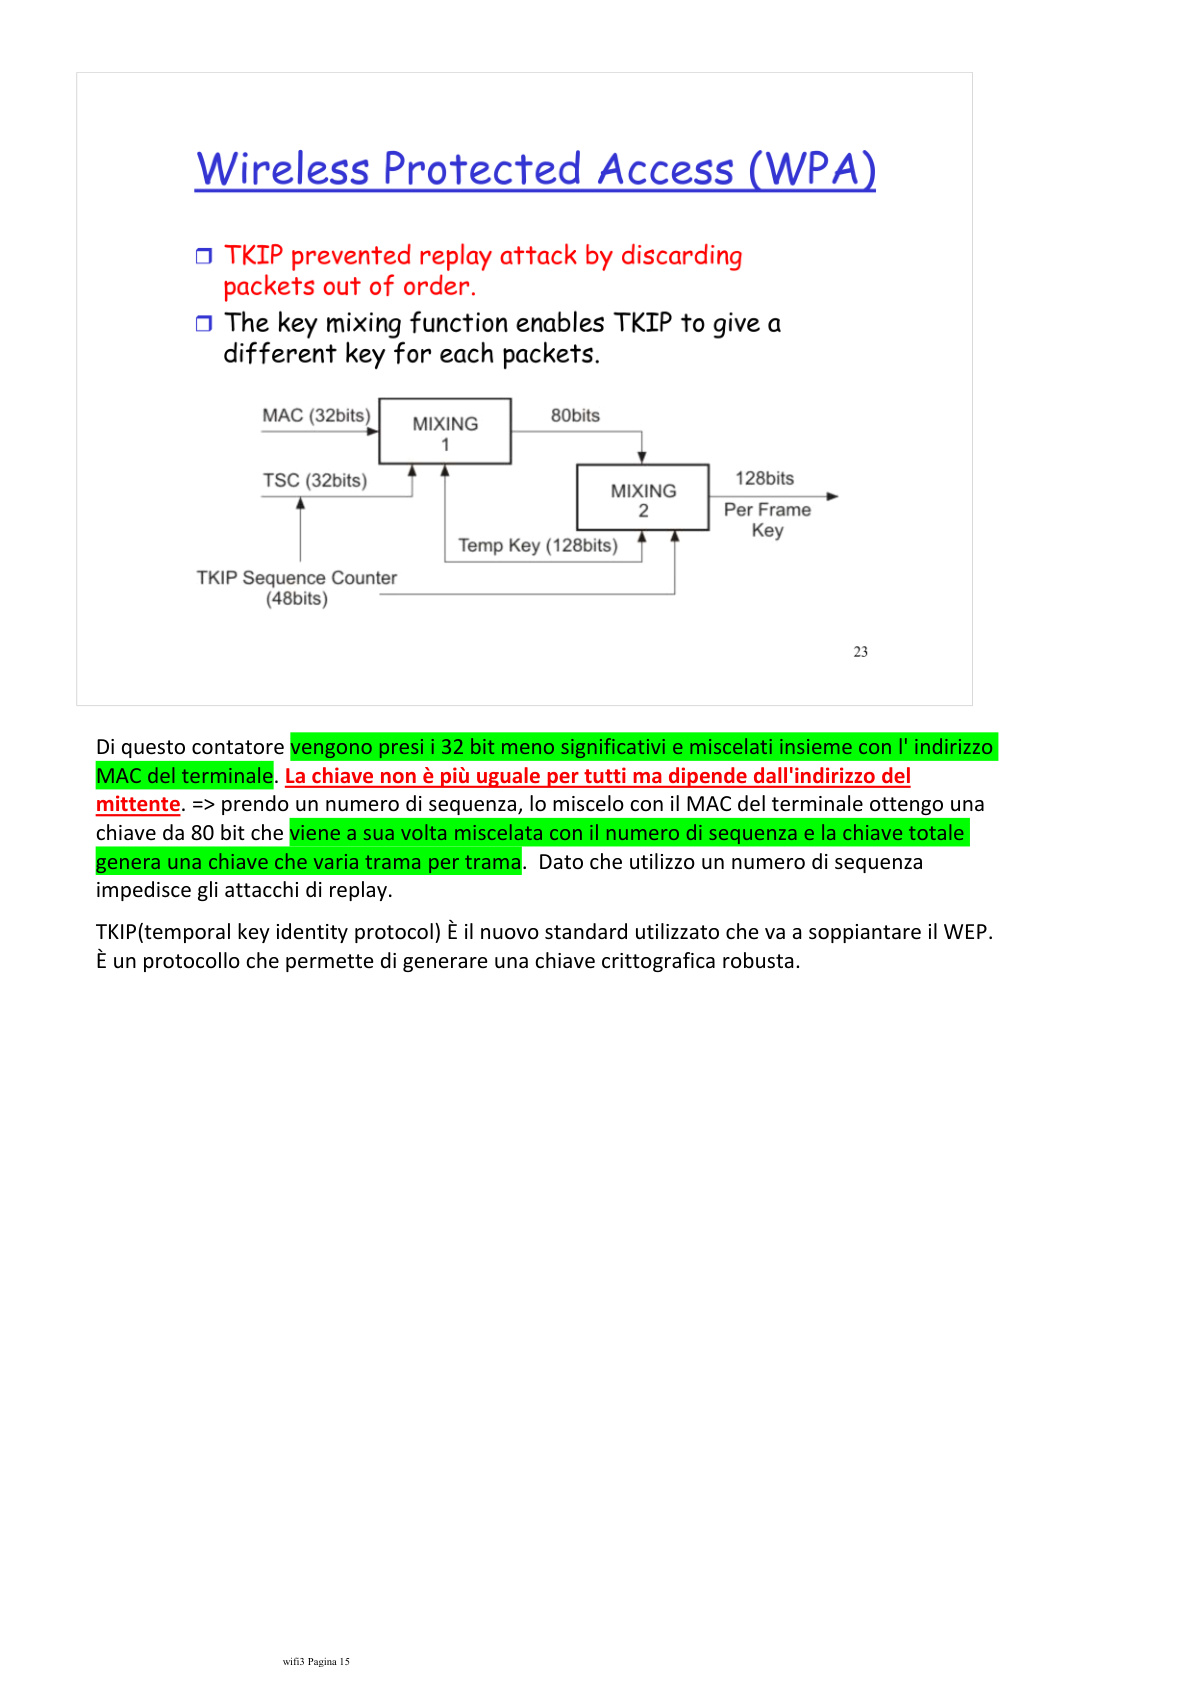 Wireless Protected Access (WPA)
TKIP prevented replay attack by discarding
packets out of order.
The key mixing function enables TKIP to give a
different key for each packets.
MAC (32bits)
MIXING
1
80bits
TSC (32bits)
MIXING
2
128bits
Per Frame
Key
Temp Key (128bits)
TKIP Sequence Counter
(48bits)
23
Di questo contatore vengono presi i 32 bit meno significativi e miscelati insieme con l' indirizzo
MAC del terminale. La chiave non è più uguale per tutti ma dipende dall'indirizzo del
mittente. => prendo un numero di sequenza, lo miscelo con il MAC del terminale ottengo una
chiave da 80 bit che viene a sua volta miscelata con il numero di sequenza e la chiave totale
genera una chiave che varia trama per trama.  Dato che utilizzo un numero di sequenza
impedisce gli attacchi di replay.
TKIP(temporal key identity protocol) È il nuovo standard utilizzato che va a soppiantare il WEP.
È un protocollo che permette di generare una chiave crittografica robusta.
wifi3 Pagina 15